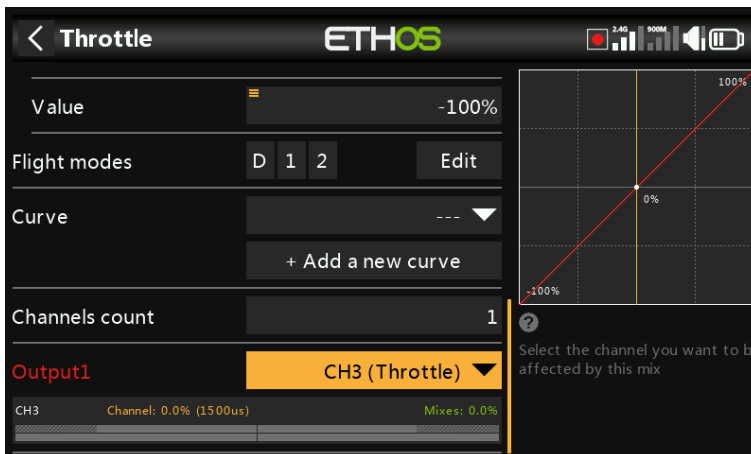 Throttle
ETHOS
2.4G
900M
Value
-100%
Flight modes
D 1 2
Edit
Curve
---
+ Add a new curve
Channels count
1
Output1
CH3 (Throttle)
CH3
Channel: 0.0% (1500us)
Mixes: 0.0%
100%
0%
-100%
?
Select the channel you want to b
affected by this mix